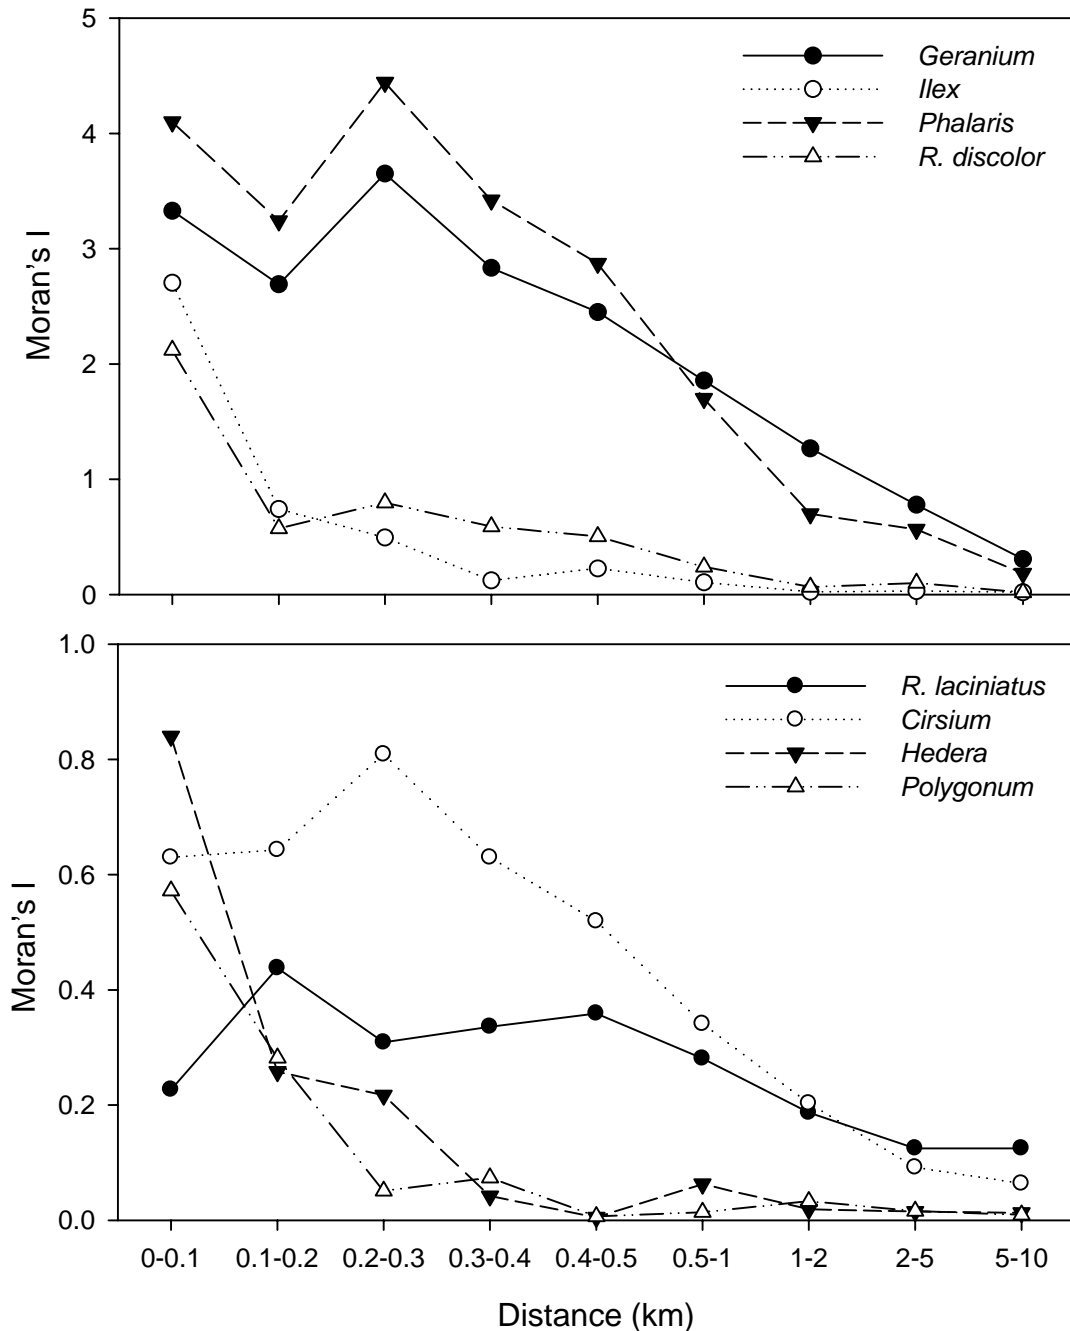 5
4
3
2
1
0
Moran's I
Geranium
Ilex
Phalaris
R. discolor
1.0
0.8
0.6
0.4
0.2
0.0
Moran's I
R. laciniatus
Cirsium
Hedera
Polygonum
0-0.1 0.1-0.2 0.2-0.3 0.3-0.4 0.4-0.5 0.5-1 1-2 2-5 5-10
Distance (km)